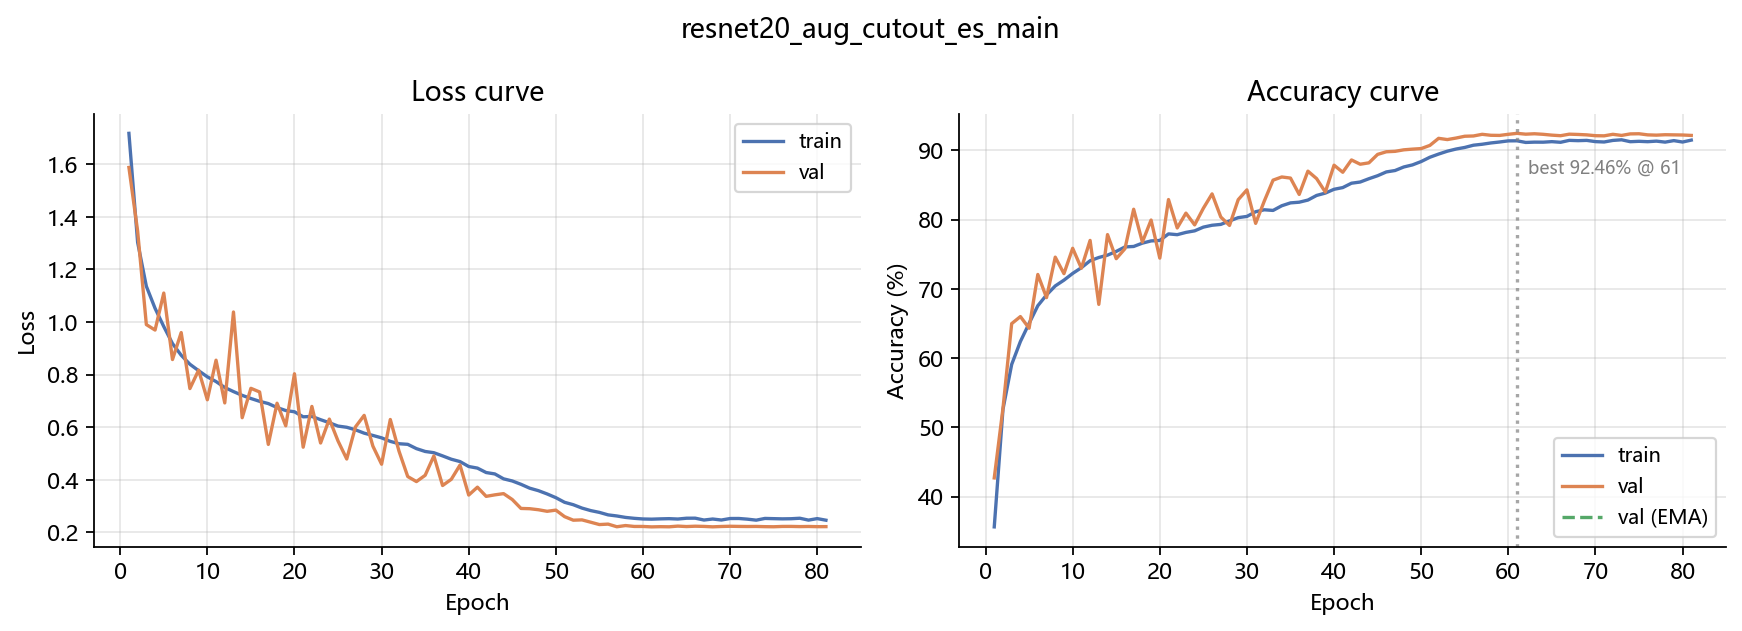 resnet20_aug_cutout_es_main
Loss curve
train
val
1.6
1.4
1.2
1.0
0.8
0.6
0.4
0.2
Loss
0 10 20 30 40 50 60 70 80
Epoch
Accuracy curve
best 92.46% @ 61
90
80
70
60
50
40
Accuracy (%)
train
val
val (EMA)
0 10 20 30 40 50 60 70 80
Epoch